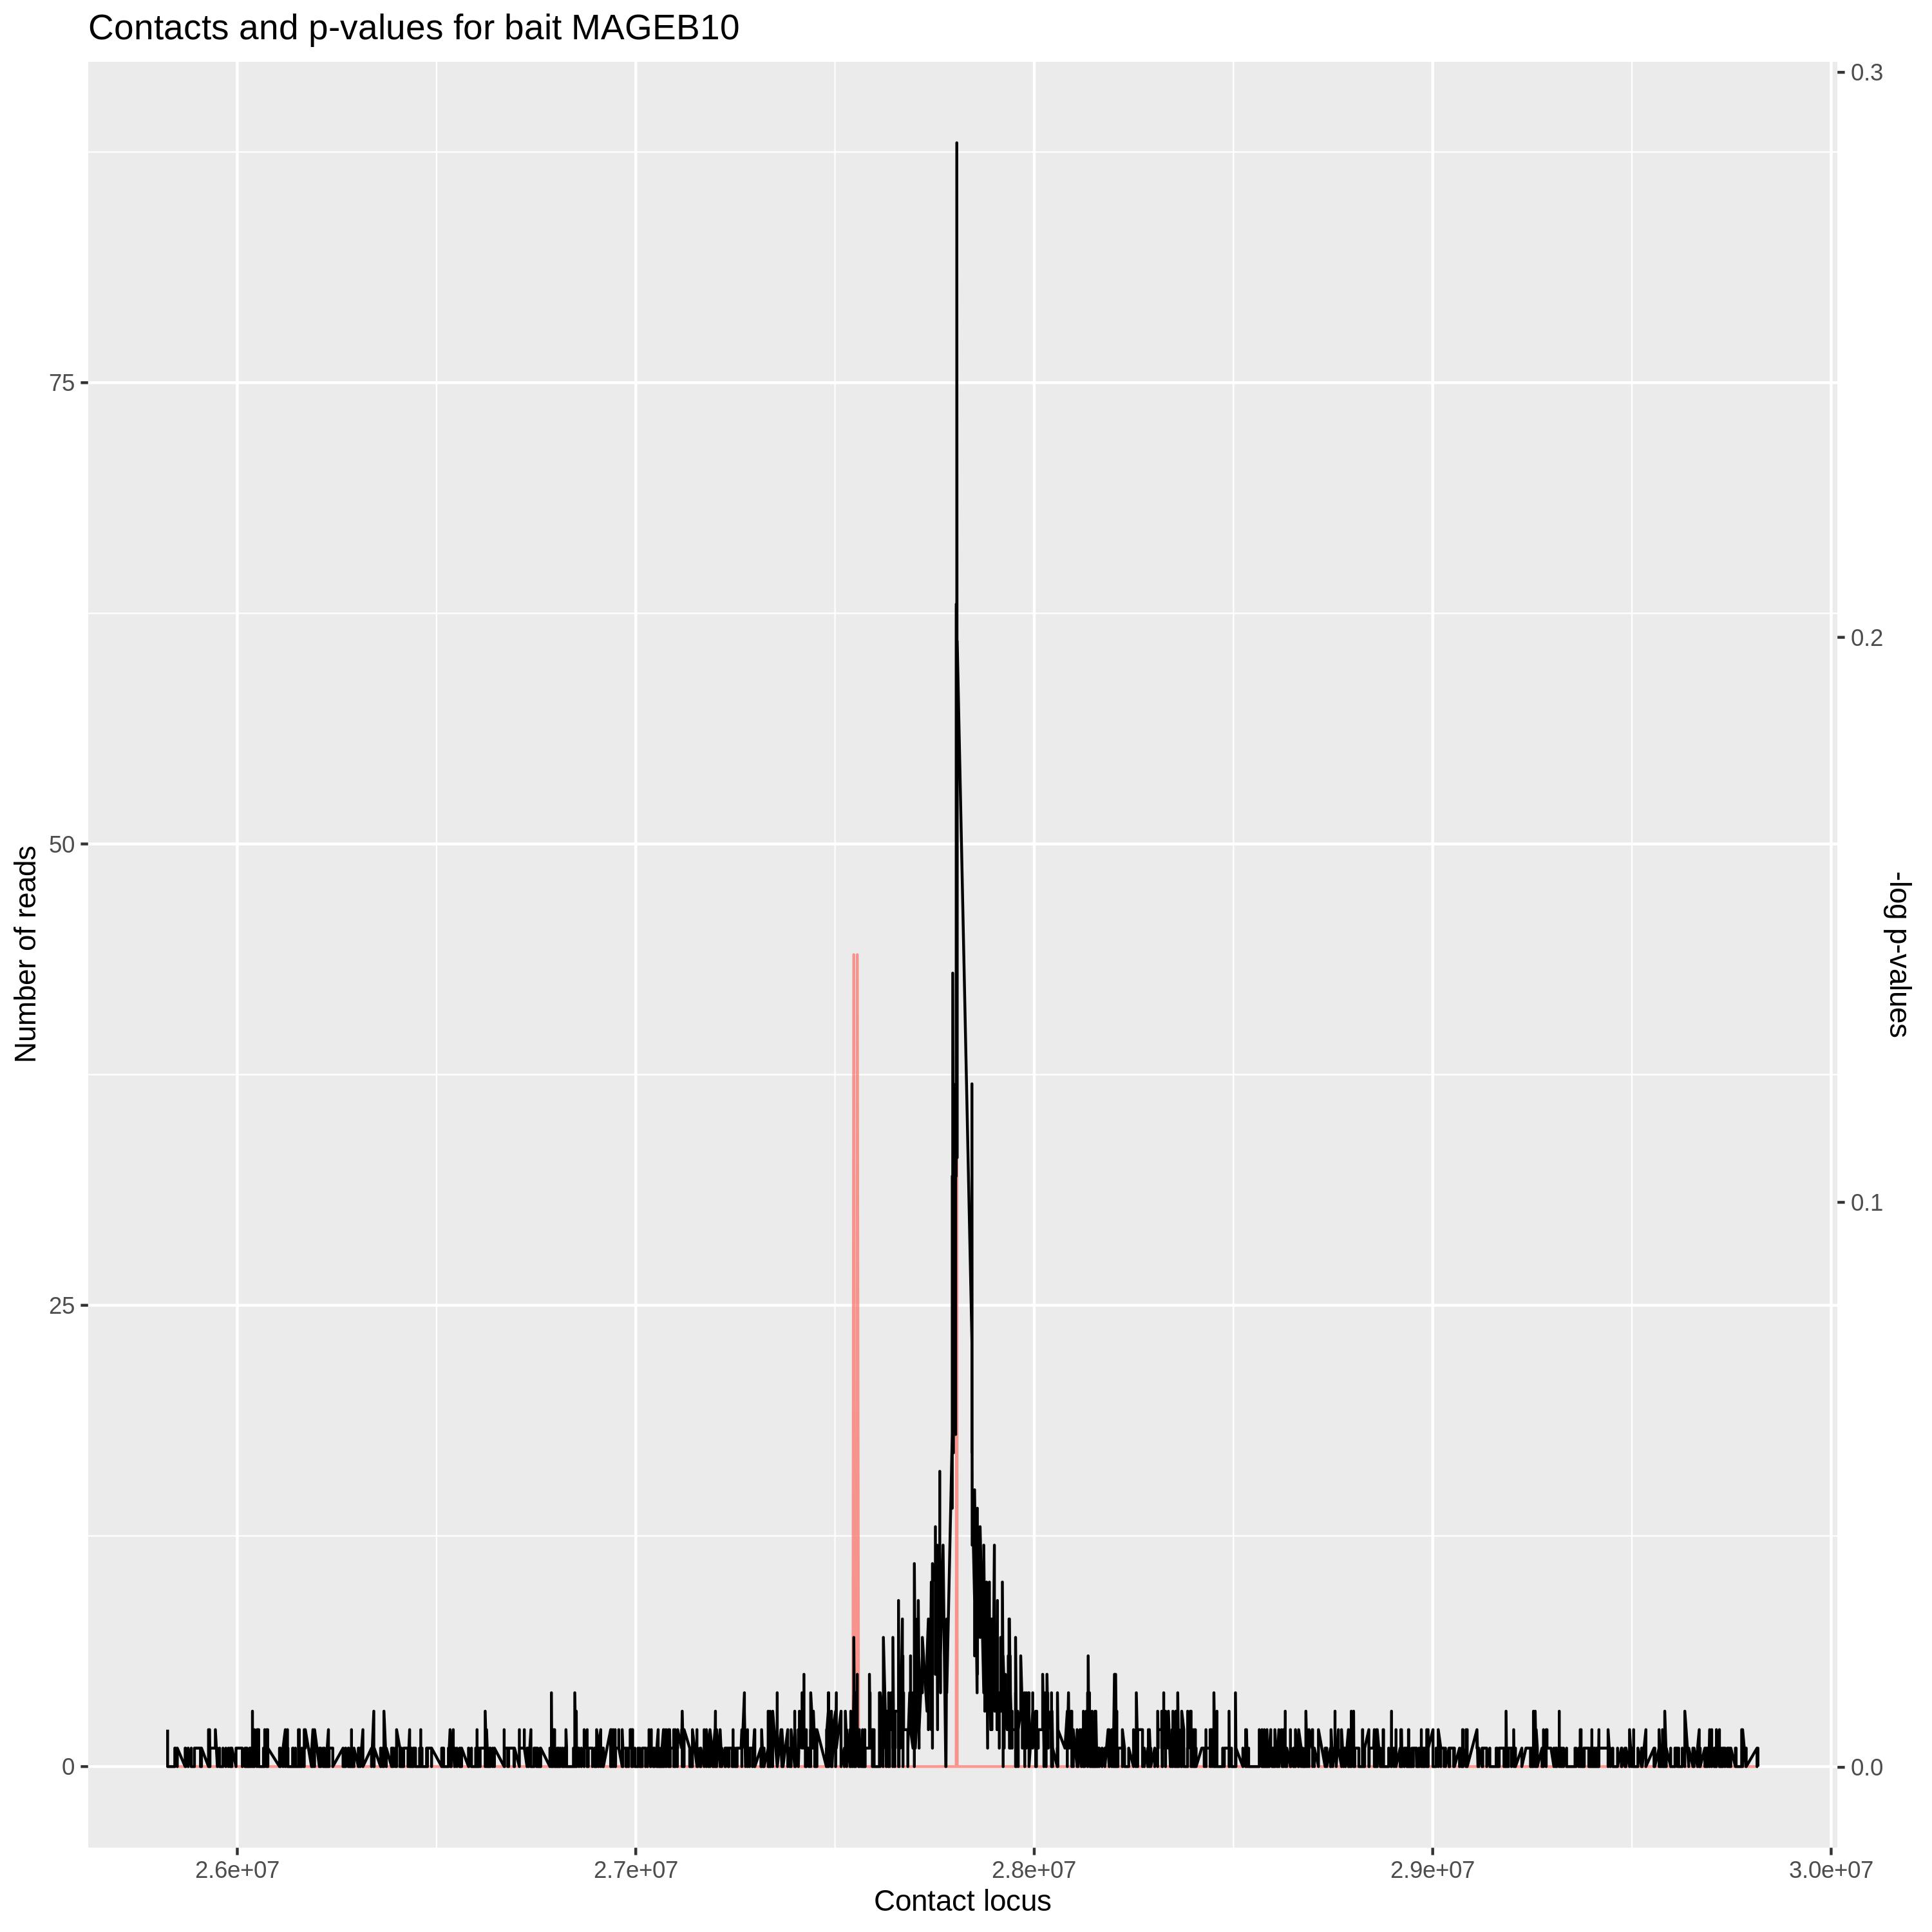 Contacts and p-values for bait MAGEB10
0.3
75
0.2
50
Number of reads
-log p-values
0.1
25
0
0.0
2.6e+07
2.7e+07
2.8e+07
2.9e+07
3.0e+07
Contact locus